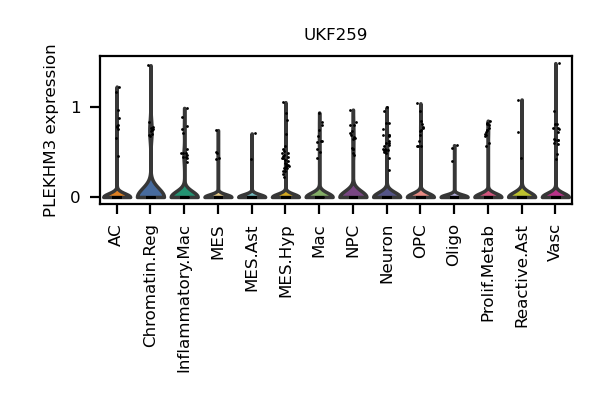 UKF259
PLEKHM3 expression
1
0
AC
Chromatin.Reg
Inflammatory.Mac
MES
MES.Ast
MES.Hyp
Mac
NPC
Neuron
OPC
Oligo
Prolif.Metab
Reactive.Ast
Vasc